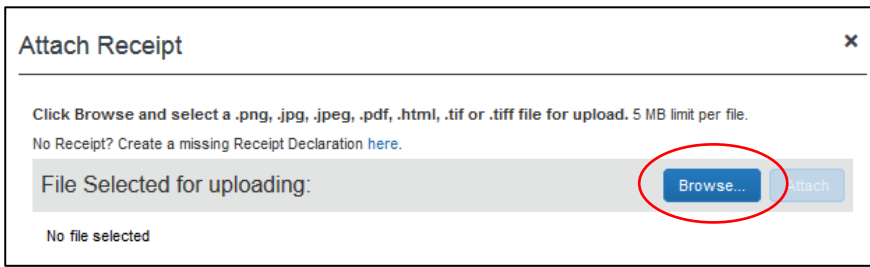 Attach Receipt ×
Click Browse and select a .png, .jpg, .jpeg, .pdf, .html, .tif or .tiff file for upload. 5 MB limit per file.
No Receipt? Create a missing Receipt Declaration here.
File Selected for uploading: Browse... Attach
No file selected